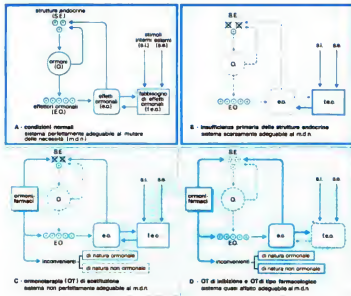 strutture endocrine
(S.E.)
ormoni
(O.)
effettori ormonali
(E.O.)
effetti
ormonali
(e.o.)
stimoli
interni esterni
(s.i.) (s.e.)
fabbisogno
di effetti
ormonali
(f.e.o.)
A - condizioni normali
sistema perfettamente adeguabile al mutare
delle necessità (m.d.n.)
S.E.
O.
E.O.
e.o.
s.i. s.e.
f.e.o.
B - insufficienza primaria delle strutture endocrine
sistema scarsamente adeguabile al m.d.n.
S.E.
ormoni-
farmaci
O.
E.O.
e.o.
s.i. s.e.
f.e.o.
inconvenienti
di natura ormonale
di natura non ormonale
C - ormonoterapia (OT) di sostituzione
sistema non perfettamente adeguabile al m.d.n.
S.E.
ormoni-
farmaci
O.
E.O.
e.o.
s.i. s.e.
f.e.o.
inconvenienti
di natura ormonale
di natura non ormonale
D - OT di inibizione e OT di tipo farmacologico
sistema quasi affatto adeguabile al m.d.n.